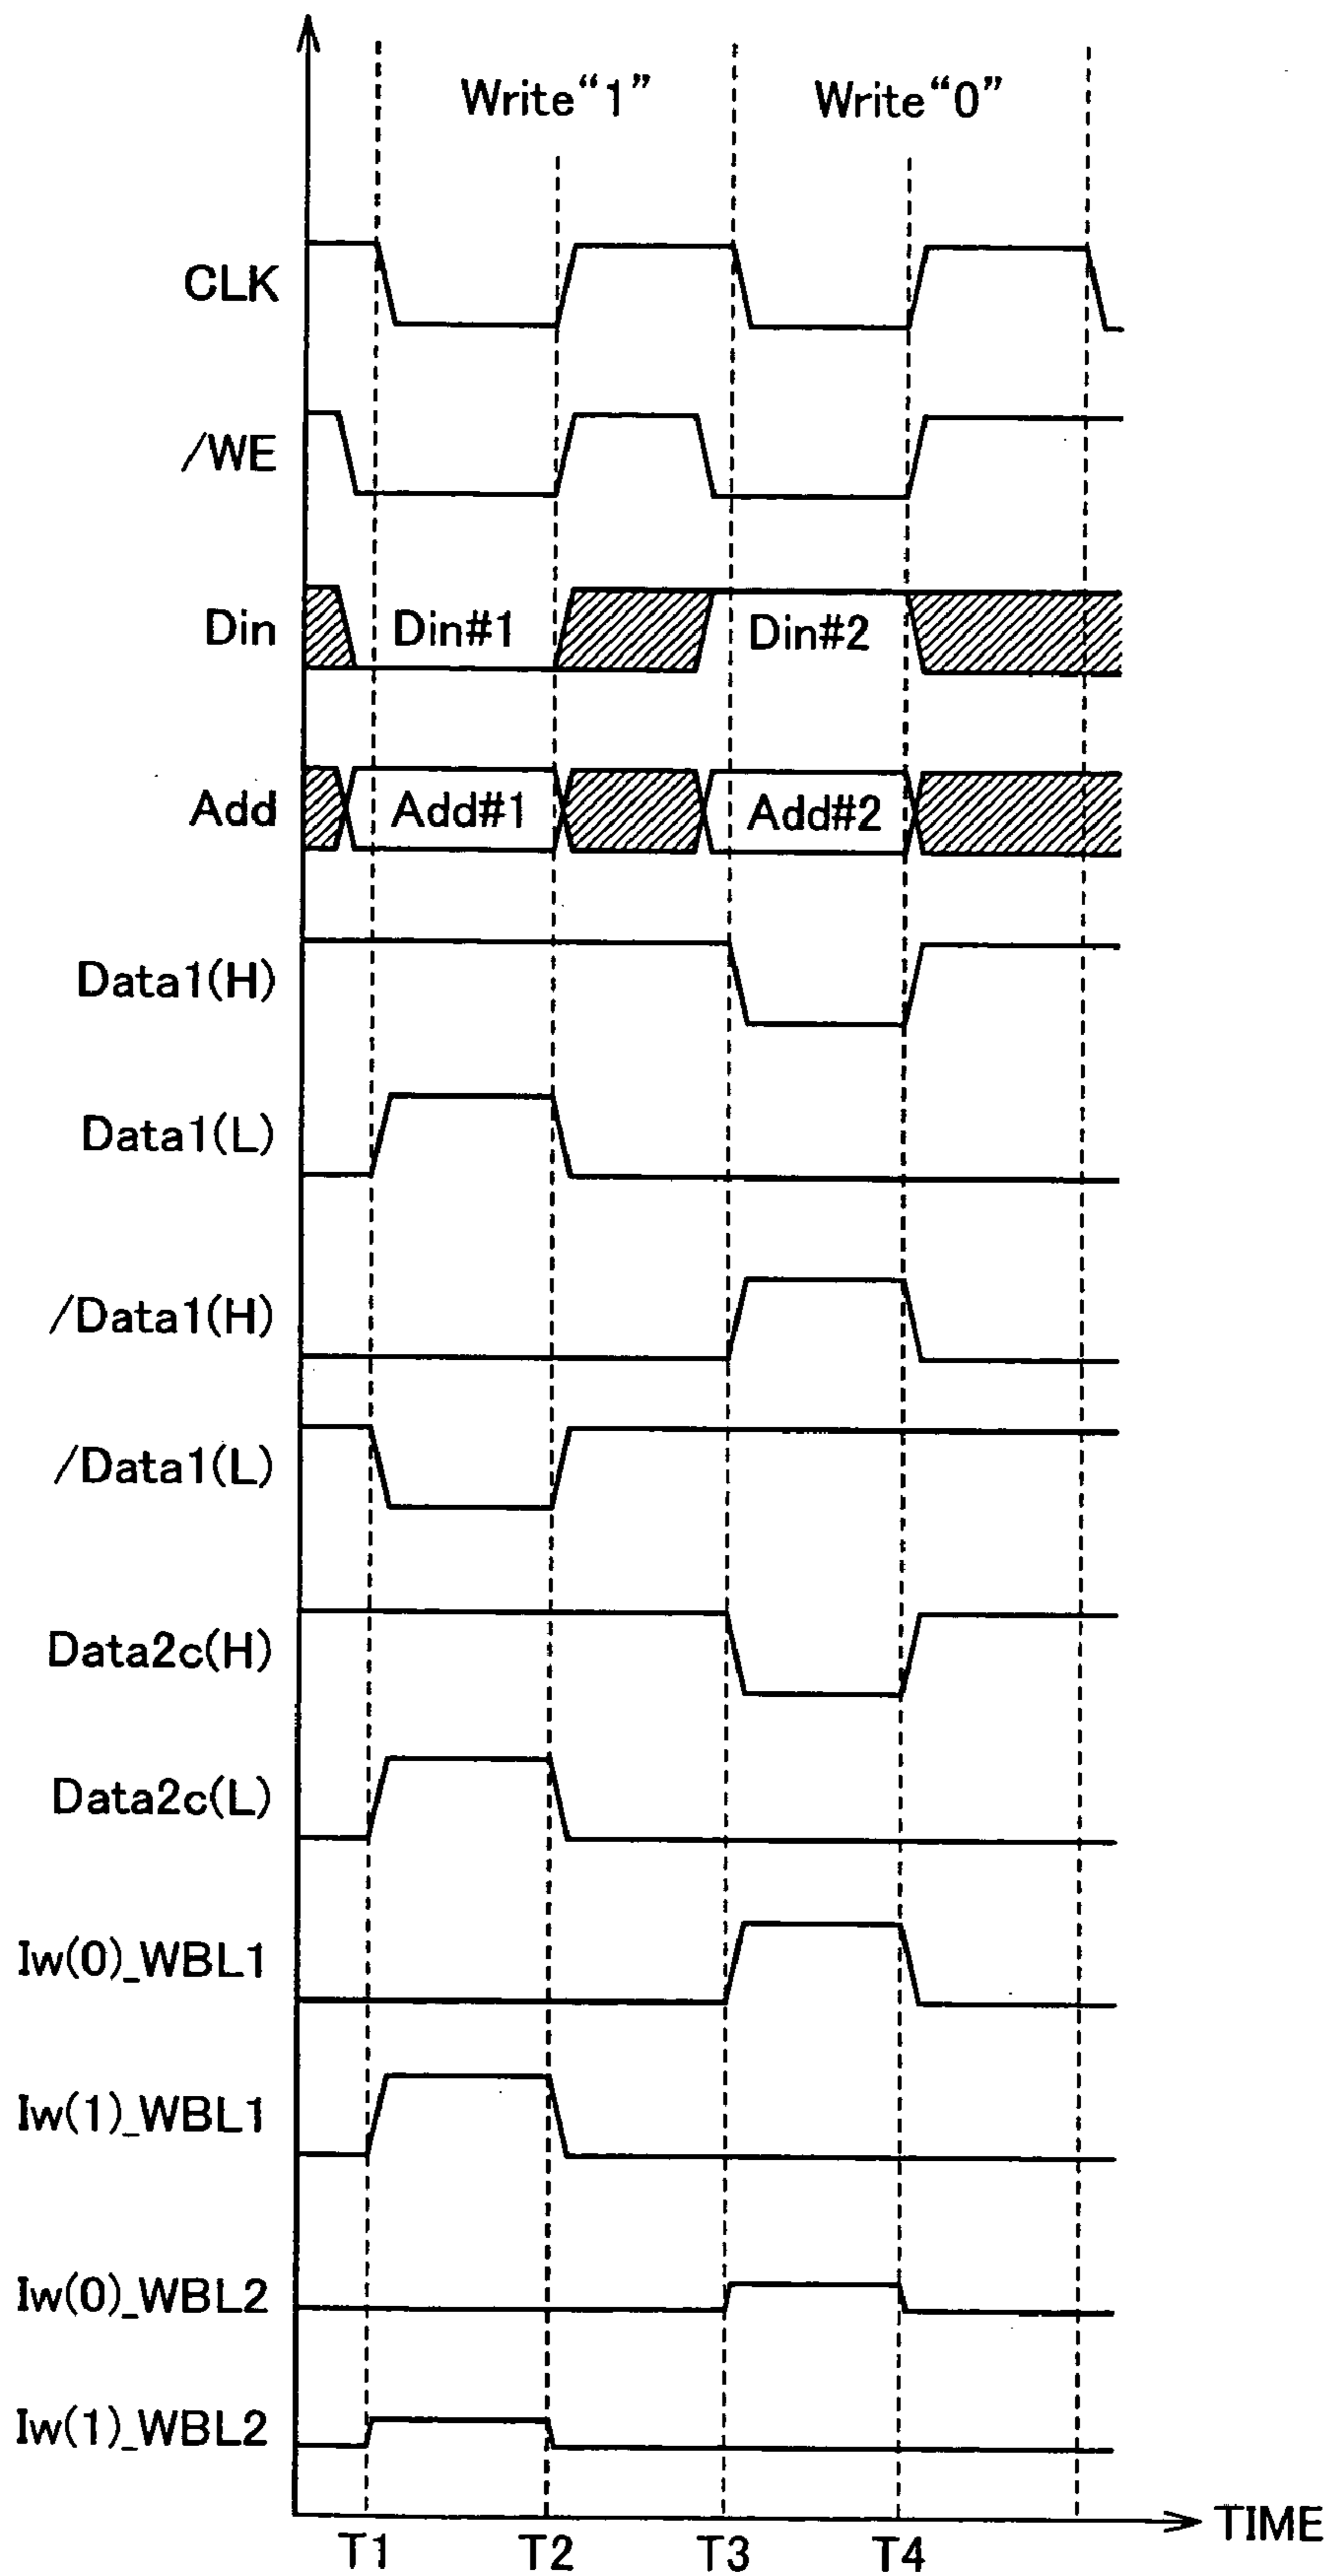 Write“1” Write“0”
CLK
/WE
Din Din#1 Din#2
Add Add#1 Add#2
Data1(H)
Data1(L)
/Data1(H)
/Data1(L)
Data2c(H)
Data2c(L)
Iw(0)_WBL1
Iw(1)_WBL1
Iw(0)_WBL2
Iw(1)_WBL2
TIME
T1 T2 T3 T4